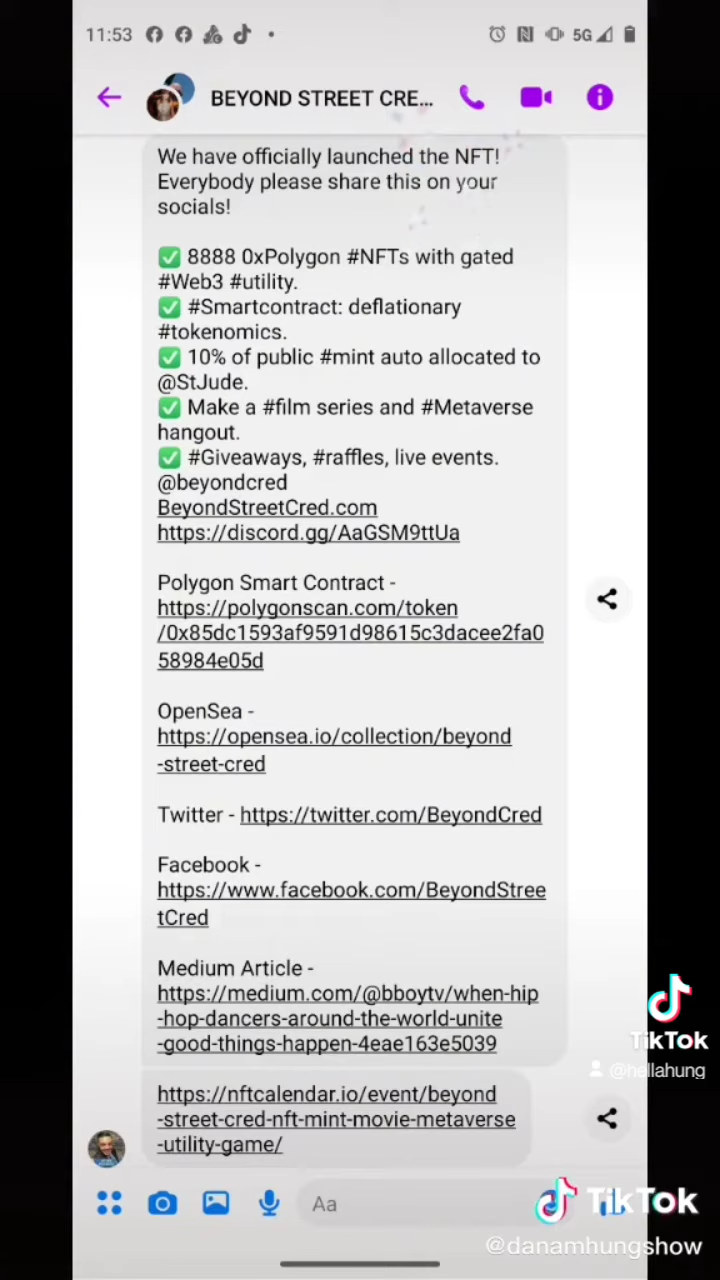 11:53
5G
BEYOND STREET CRE...
We have officially launched the NFT!
Everybody please share this on your
socials!
✅ 8888 0xPolygon #NFTs with gated
#Web3 #utility.
✅ #Smartcontract: deflationary
#tokenomics.
✅ 10% of public #mint auto allocated to
@StJude.
✅ Make a #film series and #Metaverse
hangout.
✅ #Giveaways, #raffles, live events.
@beyondcred
BeyondStreetCred.com
https://discord.gg/AaGSM9ttUa
Polygon Smart Contract -
https://polygonscan.com/token
/0x85dc1593af9591d98615c3dacee2fa0
58984e05d
OpenSea -
https://opensea.io/collection/beyond
-street-cred
Twitter - https://twitter.com/BeyondCred
Facebook -
https://www.facebook.com/BeyondStree
tCred
Medium Article -
https://medium.com/@bboytv/when-hip
-hop-dancers-around-the-world-unite
-good-things-happen-4eae163e5039
TikTok
@hellahung
https://nftcalendar.io/event/beyond
-street-cred-nft-mint-movie-metaverse
-utility-game/
Aa
TikTok
@danamhungshow